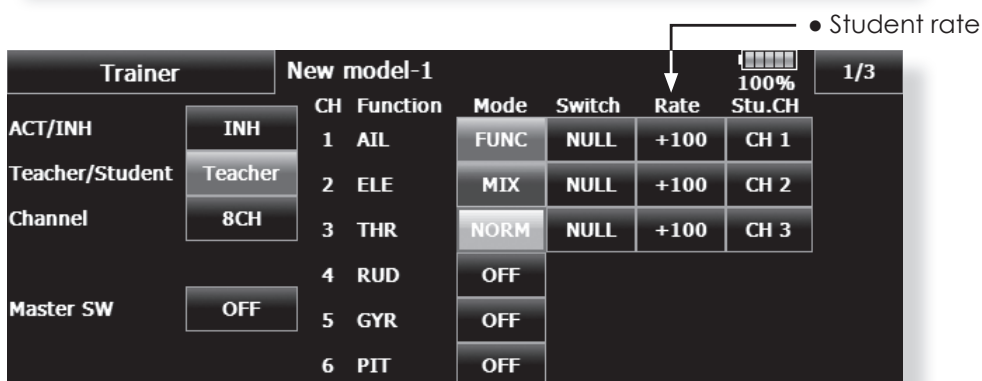 ● Student rate
Trainer New model-1 100% 1/3
CH Function Mode Switch Rate Stu.CH
ACT/INH INH 1 AIL FUNC NULL +100 CH 1
Teacher/Student Teacher 2 ELE MIX NULL +100 CH 2
Channel 8CH 3 THR NORM NULL +100 CH 3
4 RUD OFF
Master SW OFF 5 GYR OFF
6 PIT OFF